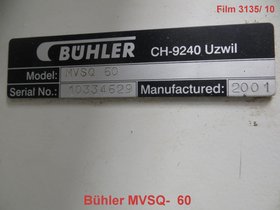 Film 3135/ 10
BÜHLER CH-9240 Uzwil
Model: MVSQ 60
Serial No.: 10334629 Manufactured: 2001
Bühler MVSQ- 60